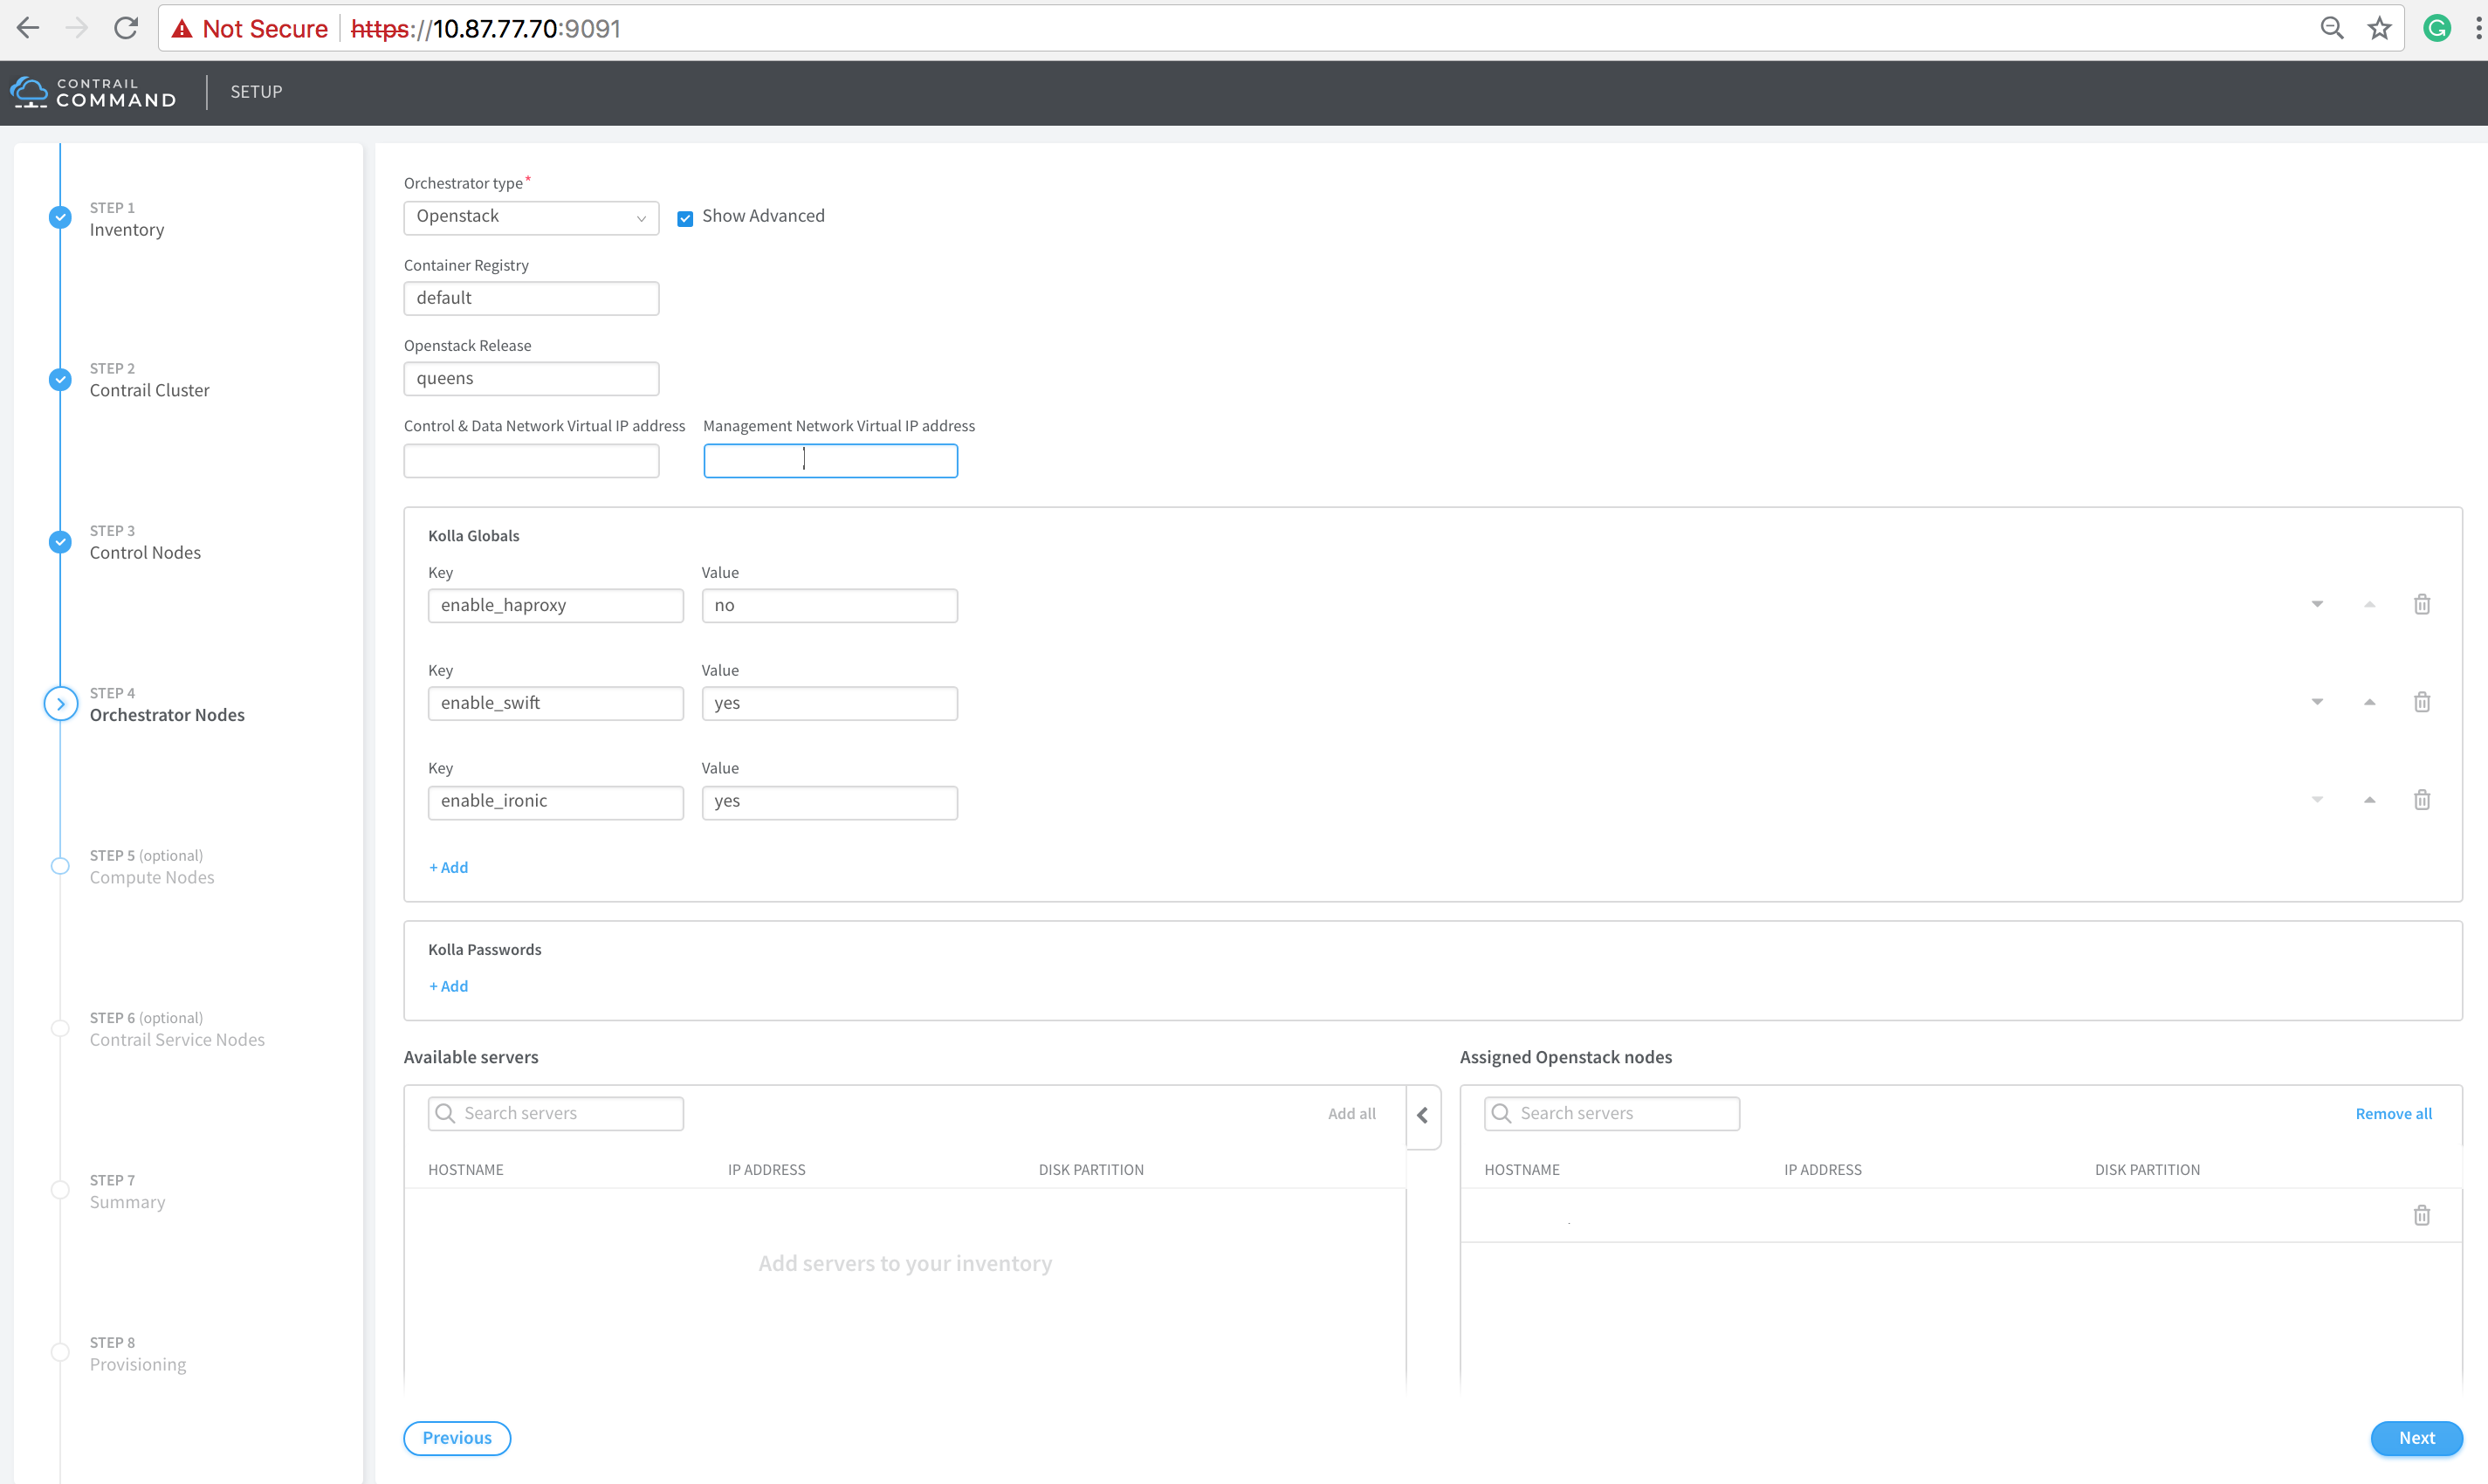 Not Secure https://10.87.77.70:9091
CONTRAIL
COMMAND
SETUP
STEP 1
Inventory
STEP 2
Contrail Cluster
STEP 3
Control Nodes
STEP 4
Orchestrator Nodes
STEP 5 (optional)
Compute Nodes
STEP 6 (optional)
Contrail Service Nodes
STEP 7
Summary
STEP 8
Provisioning
Orchestrator type*
Openstack Show Advanced
Container Registry
default
Openstack Release
queens
Control & Data Network Virtual IP address Management Network Virtual IP address
Kolla Globals
Key Value
enable_haproxy no
Key Value
enable_swift yes
Key Value
enable_ironic yes
+ Add
Kolla Passwords
+ Add
Available servers
Search servers Add all
HOSTNAME IP ADDRESS DISK PARTITION
Add servers to your inventory
Assigned Openstack nodes
Search servers Remove all
HOSTNAME IP ADDRESS DISK PARTITION
Previous Next